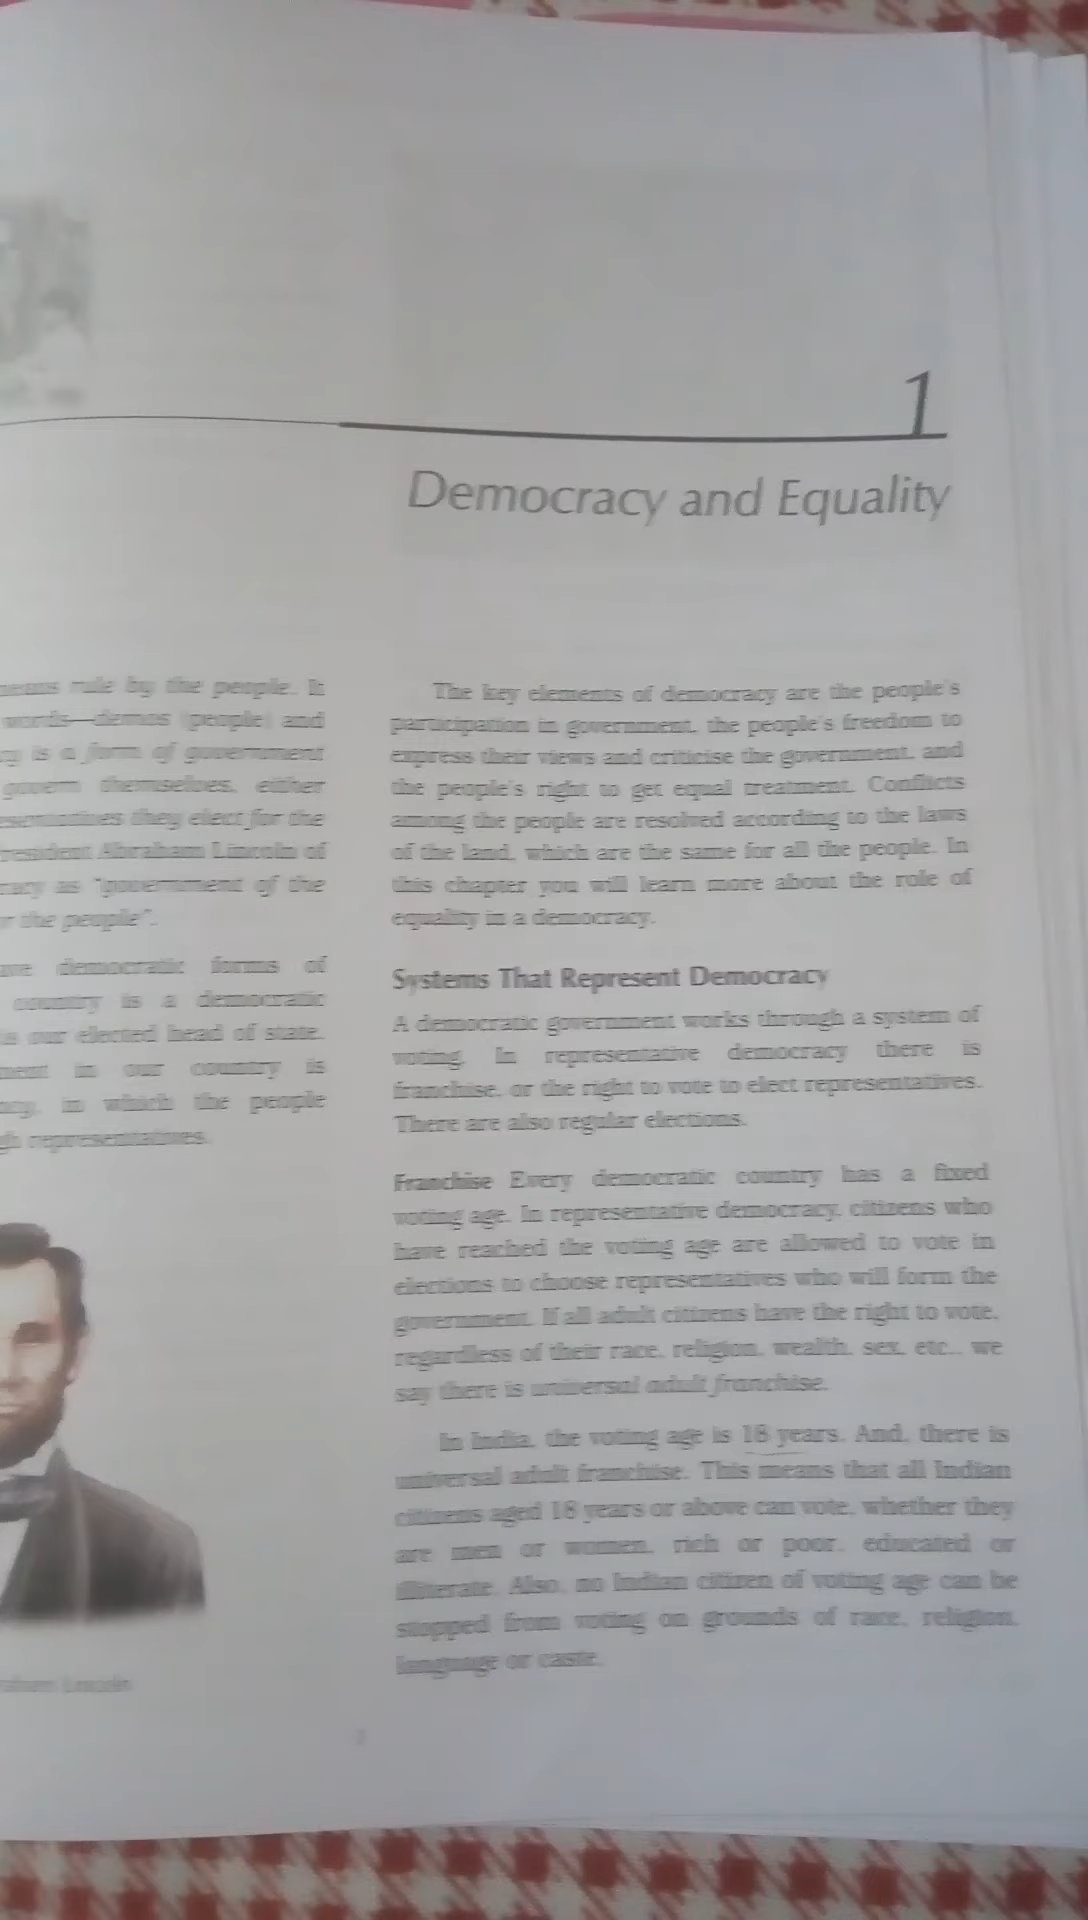 1
Democracy and Equality
means rule by the people. It
words—demos (people) and
is a form of government
govern themselves, either
representatives they elect for the
President Abraham Lincoln of
as "government of the
the people".
democratic forms of
country is a democratic
is our elected head of state.
in our country is
in which the people
representatives.
Lincoln
The key elements of democracy are the people's
participation in government, the people's freedom to
express their views and criticise the government, and
the people's right to get equal treatment. Conflicts
among the people are resolved according to the laws
of the land, which are the same for all the people. In
this chapter you will learn more about the role of
equality in a democracy.
Systems That Represent Democracy
A democratic government works through a system of
voting. In representative democracy there is
franchise, or the right to vote to elect representatives.
There are also regular elections.
Franchise Every democratic country has a fixed
voting age. In representative democracy, citizens who
have reached the voting age are allowed to vote in
elections to choose representatives who will form the
government. If all adult citizens have the right to vote,
regardless of their race, religion, wealth, sex, etc., we
say there is universal adult franchise.
In India, the voting age is 18 years. And, there is
universal adult franchise. This means that all Indian
citizens aged 18 years or above can vote, whether they
are men or women, rich or poor, educated or
illiterate. Also, no Indian citizen of voting age can be
stopped from voting on grounds of race, religion,
language or caste.